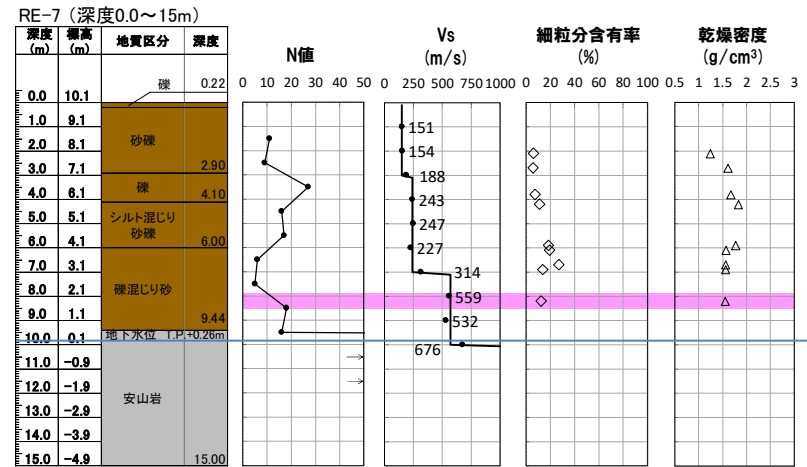 RE-7（深度0.0～15m）
深度 標高 地質区分 深度
(m) (m)
N値
Vs
(m/s)
細粒分含有率
(%)
乾燥密度
(g/cm³)
礫 0.22
0 10 20 30 40 50
0 250 500 750 1000
0 20 40 60 80 100
0.5 1 1.5 2 2.5 3
0.0 10.1
1.0 9.1
151
2.0 8.1
砂礫
154
3.0 7.1 2.90
188
4.0 6.1 礫 4.10
243
5.0 5.1 シルト混じり
砂礫
247
6.0 4.1 6.00
227
7.0 3.1
314
8.0 2.1 礫混じり砂
559
9.0 1.1 9.44
532
10.0 0.1 地下水位 T.P.+0.26m
676
11.0 −0.9
12.0 −1.9
安山岩
13.0 −2.9
14.0 −3.9
15.0 −4.9 15.00